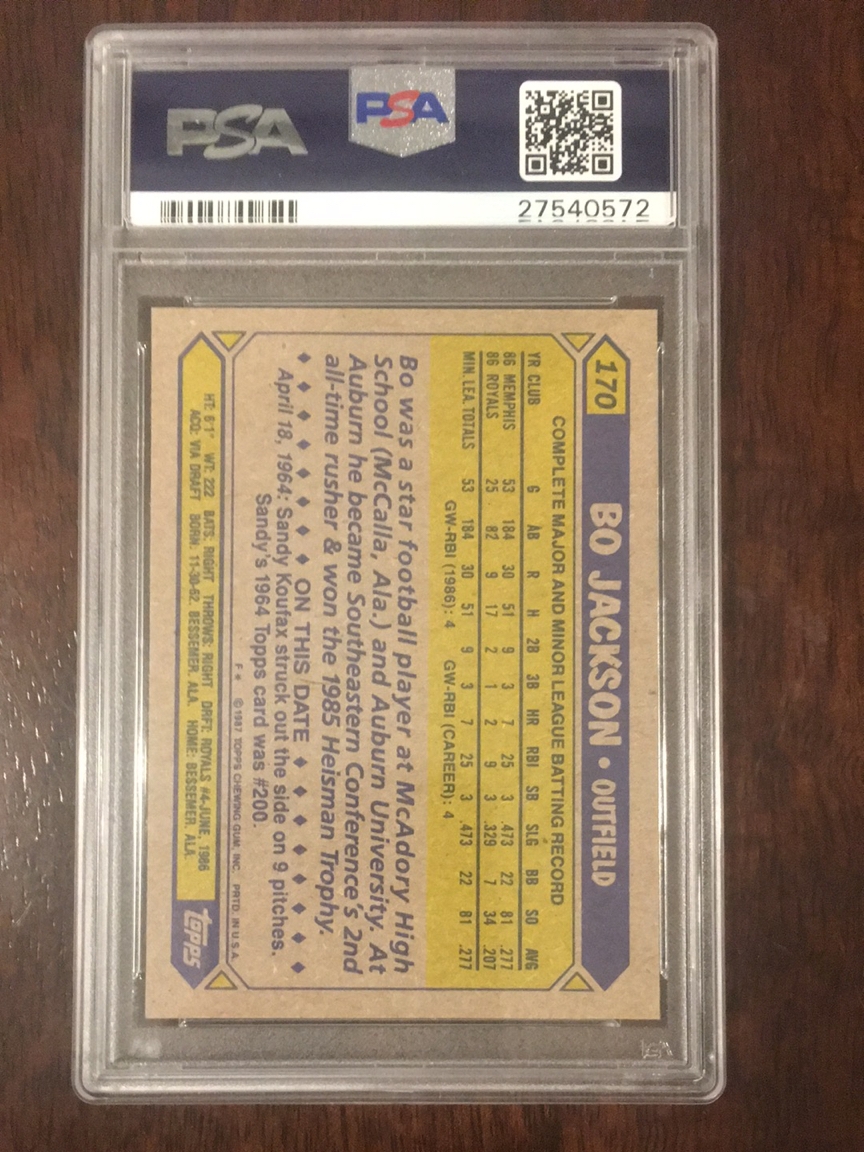 PSA
PSA
27540572
170
BO JACKSON • OUTFIELD
COMPLETE MAJOR AND MINOR LEAGUE BATTING RECORD
YR CLUB G AB R H 2B 3B HR RBI SB SLG BB SO AVG
86 MEMPHIS 53 184 30 51 9 3 7 25 3 .473 22 81 .277
86 ROYALS 25 82 9 17 2 1 2 9 3 .329 7 34 .207
MIN. LEA. TOTALS 53 184 30 51 9 3 7 25 3 .473 22 81 .277
GW-RBI (1986): 4 GW-RBI (CAREER): 4
Bo was a star football player at McAdory High
School (McCalla, Ala.) and Auburn University. At
Auburn he became Southeastern Conference's 2nd
all-time rusher & won the 1985 Heisman Trophy.
♦ ♦ ♦ ♦ ♦ ♦ ♦ ON THIS DATE ♦ ♦ ♦ ♦ ♦ ♦ ♦
April 18, 1964: Sandy Koufax struck out the side on 9 pitches.
Sandy's 1964 Topps card was #200.
F* ©1987 TOPPS CHEWING GUM, INC. PRTD. IN U.S.A.
HT: 6'1" WT: 222 BATS: RIGHT THROWS: RIGHT DRFT: ROYALS #4-JUNE, 1986
ACQ: VIA DRAFT BORN: 11-30-62, BESSEMER, ALA. HOME: BESSEMER, ALA.
topps